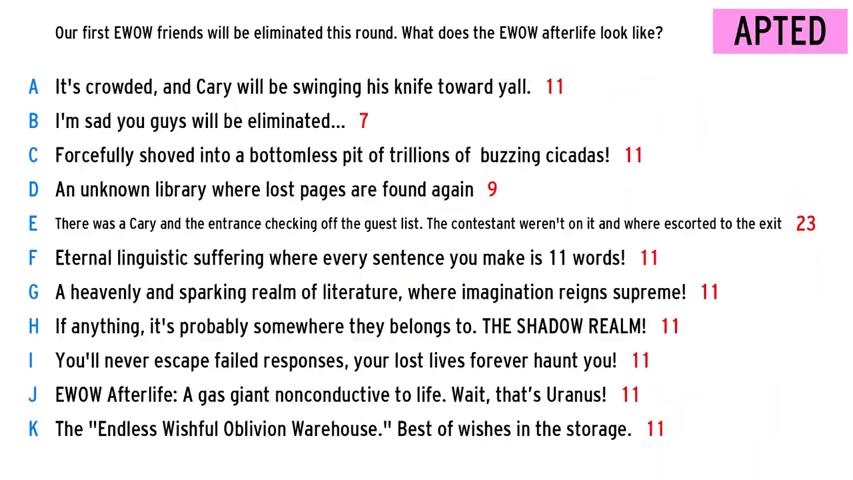 Our first EWOW friends will be eliminated this round. What does the EWOW afterlife look like?
APTED
A It's crowded, and Cary will be swinging his knife toward yall. 11
B I'm sad you guys will be eliminated... 7
C Forcefully shoved into a bottomless pit of trillions of buzzing cicadas! 11
D An unknown library where lost pages are found again 9
E There was a Cary and the entrance checking off the guest list. The contestant weren't on it and where escorted to the exit 23
F Eternal linguistic suffering where every sentence you make is 11 words! 11
G A heavenly and sparking realm of literature, where imagination reigns supreme! 11
H If anything, it's probably somewhere they belongs to. THE SHADOW REALM! 11
I You'll never escape failed responses, your lost lives forever haunt you! 11
J EWOW Afterlife: A gas giant nonconductive to life. Wait, that’s Uranus! 11
K The "Endless Wishful Oblivion Warehouse." Best of wishes in the storage. 11